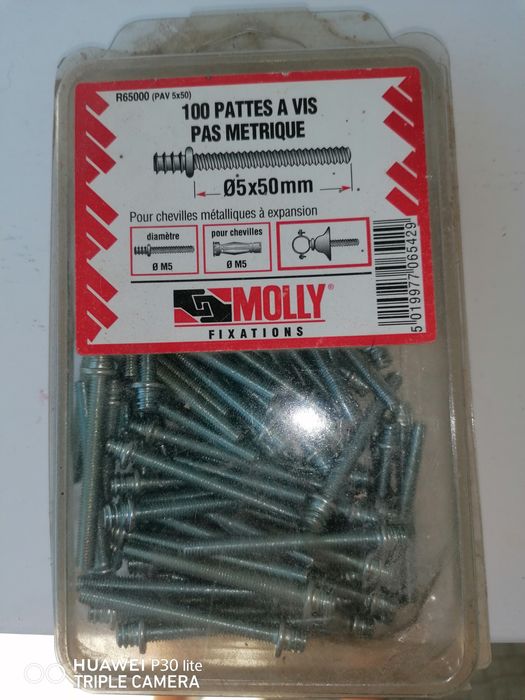 R65000 (PAV 5x50)
100 PATTES A VIS
PAS METRIQUE
Ø5x50mm
Pour chevilles métalliques à expansion
diamètre
Ø M5
pour chevilles
Ø M5
MOLLY®
FIXATIONS
5 019977 065429
HUAWEI P30 lite
TRIPLE CAMERA